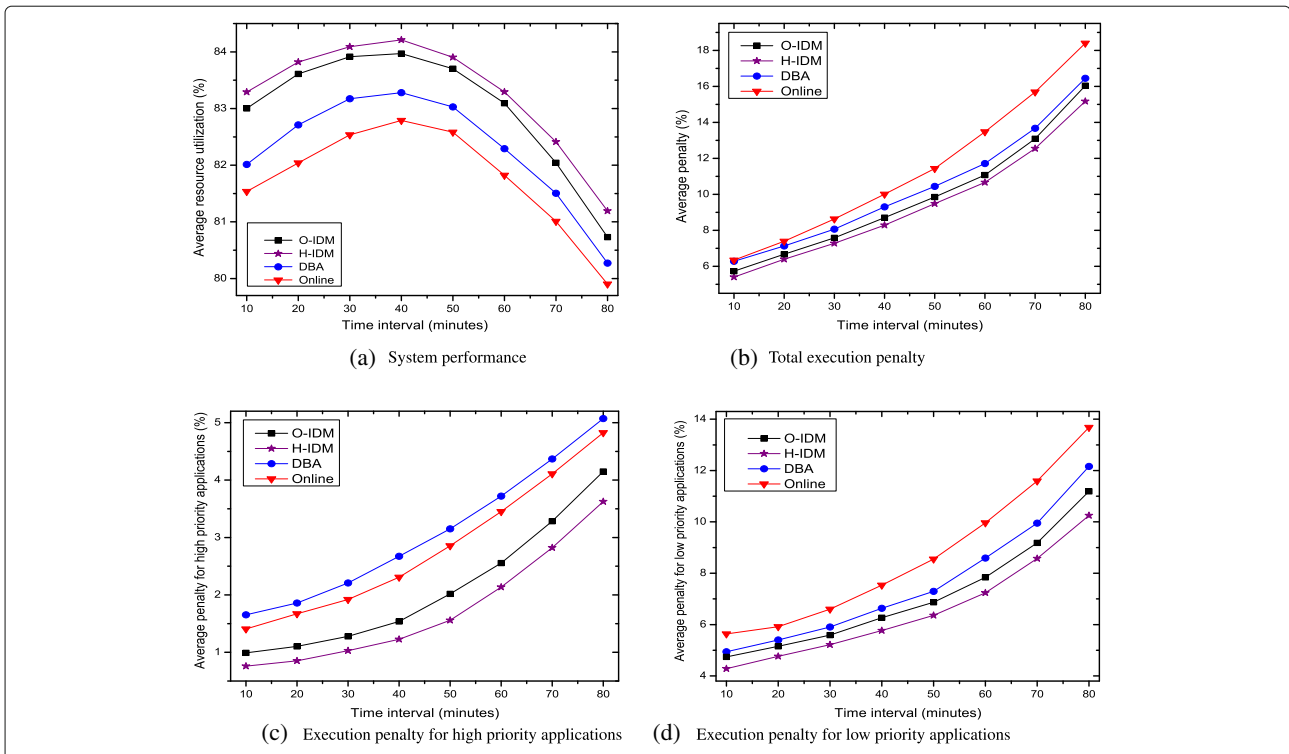 84
83
82
81
80
Average resource utilization (%)
O-IDM
H-IDM
DBA
Online
10 20 30 40 50 60 70 80
Time interval (minutes)
(a) System performance
18
16
14
12
10
8
6
Average penalty (%)
O-IDM
H-IDM
DBA
Online
10 20 30 40 50 60 70 80
Time interval (minutes)
(b) Total execution penalty
5
4
3
2
1
Average penalty for high priority applications (%)
O-IDM
H-IDM
DBA
Online
10 20 30 40 50 60 70 80
Time interval (minutes)
(c) Execution penalty for high priority applications
14
12
10
8
6
4
Average penalty for low priority applications (%)
O-IDM
H-IDM
DBA
Online
10 20 30 40 50 60 70 80
Time interval (minutes)
(d) Execution penalty for low priority applications